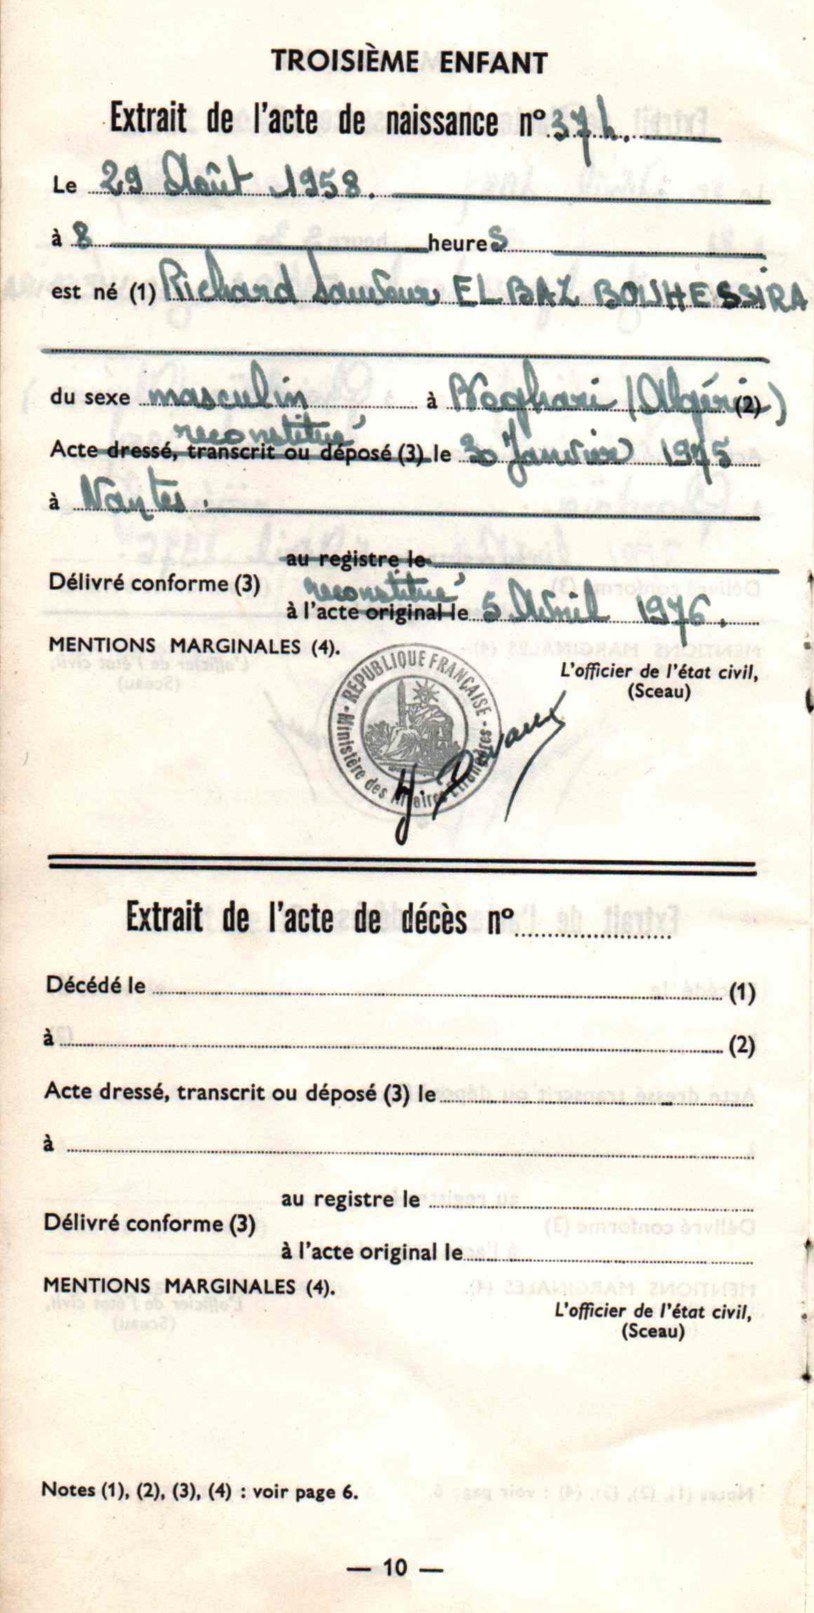 TROISIÈME ENFANT
Extrait de l'acte de naissance n° 374.
Le 29 Août 1958.
à 8 heures
est né (1) Richard Sauveur ELBAZ BOUHESSIRA
du sexe masculin à (Algérie) (2)
reconstitué
Acte dressé, transcrit ou déposé (3) le 30 Janvier 1975
à Nantes.
au registre le
Délivré conforme (3)
reconstitué
à l'acte original le 5 Avril 1976.
MENTIONS MARGINALES (4).
L'officier de l'état civil,
(Sceau)
RÉPUBLIQUE FRANÇAISE
Ministère des Affaires Etrangères
Extrait de l'acte de décès n°
Décédé le (1)
à (2)
Acte dressé, transcrit ou déposé (3) le
à
au registre le
Délivré conforme (3)
à l'acte original le
MENTIONS MARGINALES (4).
L'officier de l'état civil,
(Sceau)
Notes (1), (2), (3), (4) : voir page 6.
— 10 —